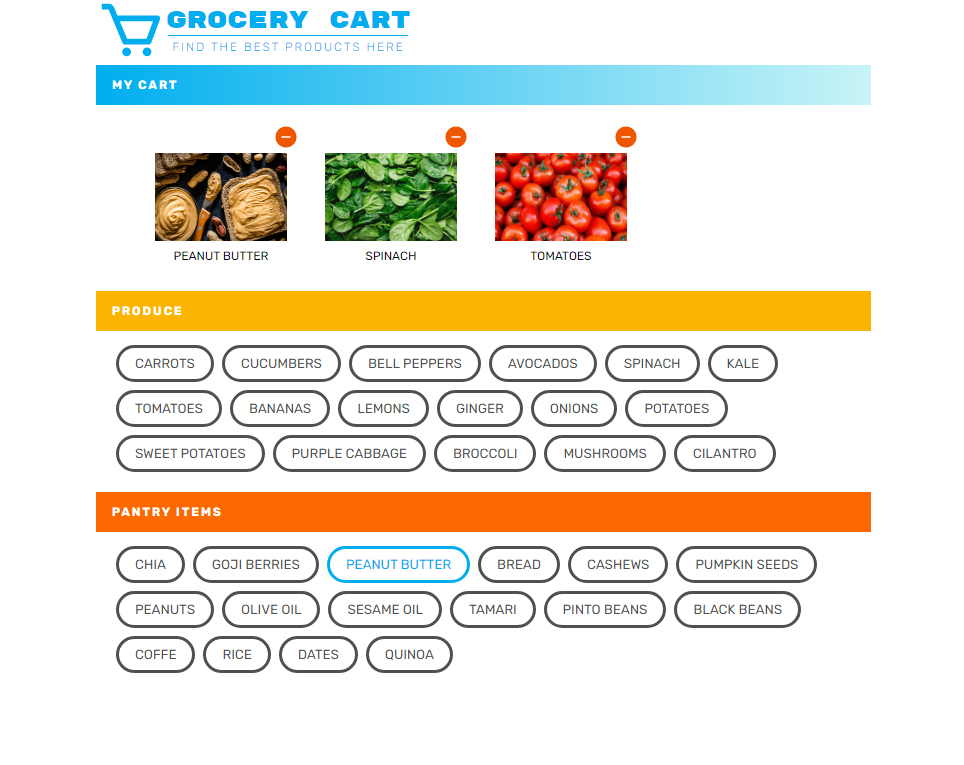 GROCERY CART
FIND THE BEST PRODUCTS HERE
MY CART
PEANUT BUTTER SPINACH TOMATOES
PRODUCE
CARROTS CUCUMBERS BELL PEPPERS AVOCADOS SPINACH KALE
TOMATOES BANANAS LEMONS GINGER ONIONS POTATOES
SWEET POTATOES PURPLE CABBAGE BROCCOLI MUSHROOMS CILANTRO
PANTRY ITEMS
CHIA GOJI BERRIES PEANUT BUTTER BREAD CASHEWS PUMPKIN SEEDS
PEANUTS OLIVE OIL SESAME OIL TAMARI PINTO BEANS BLACK BEANS
COFFE RICE DATES QUINOA